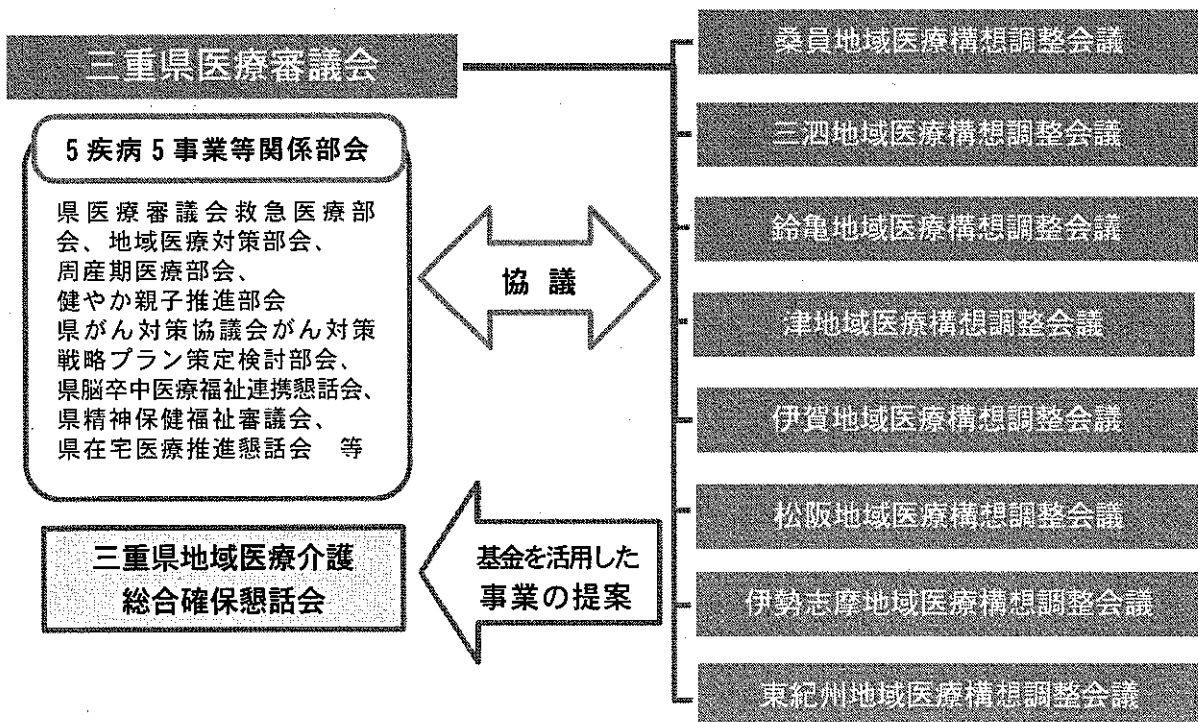 三重県医療審議会
5疾病5事業等関係部会
県医療審議会救急医療部
会、地域医療対策部会、
周産期医療部会、
健やか親子推進部会
県がん対策協議会がん対策
戦略プラン策定検討部会、
県脳卒中医療福祉連携懇話会、
県精神保健福祉審議会、
県在宅医療推進懇話会　等
三重県地域医療介護
総合確保懇話会
協 議
基金を活用した
事業の提案
桑員地域医療構想調整会議
三泗地域医療構想調整会議
鈴亀地域医療構想調整会議
津地域医療構想調整会議
伊賀地域医療構想調整会議
松阪地域医療構想調整会議
伊勢志摩地域医療構想調整会議
東紀州地域医療構想調整会議